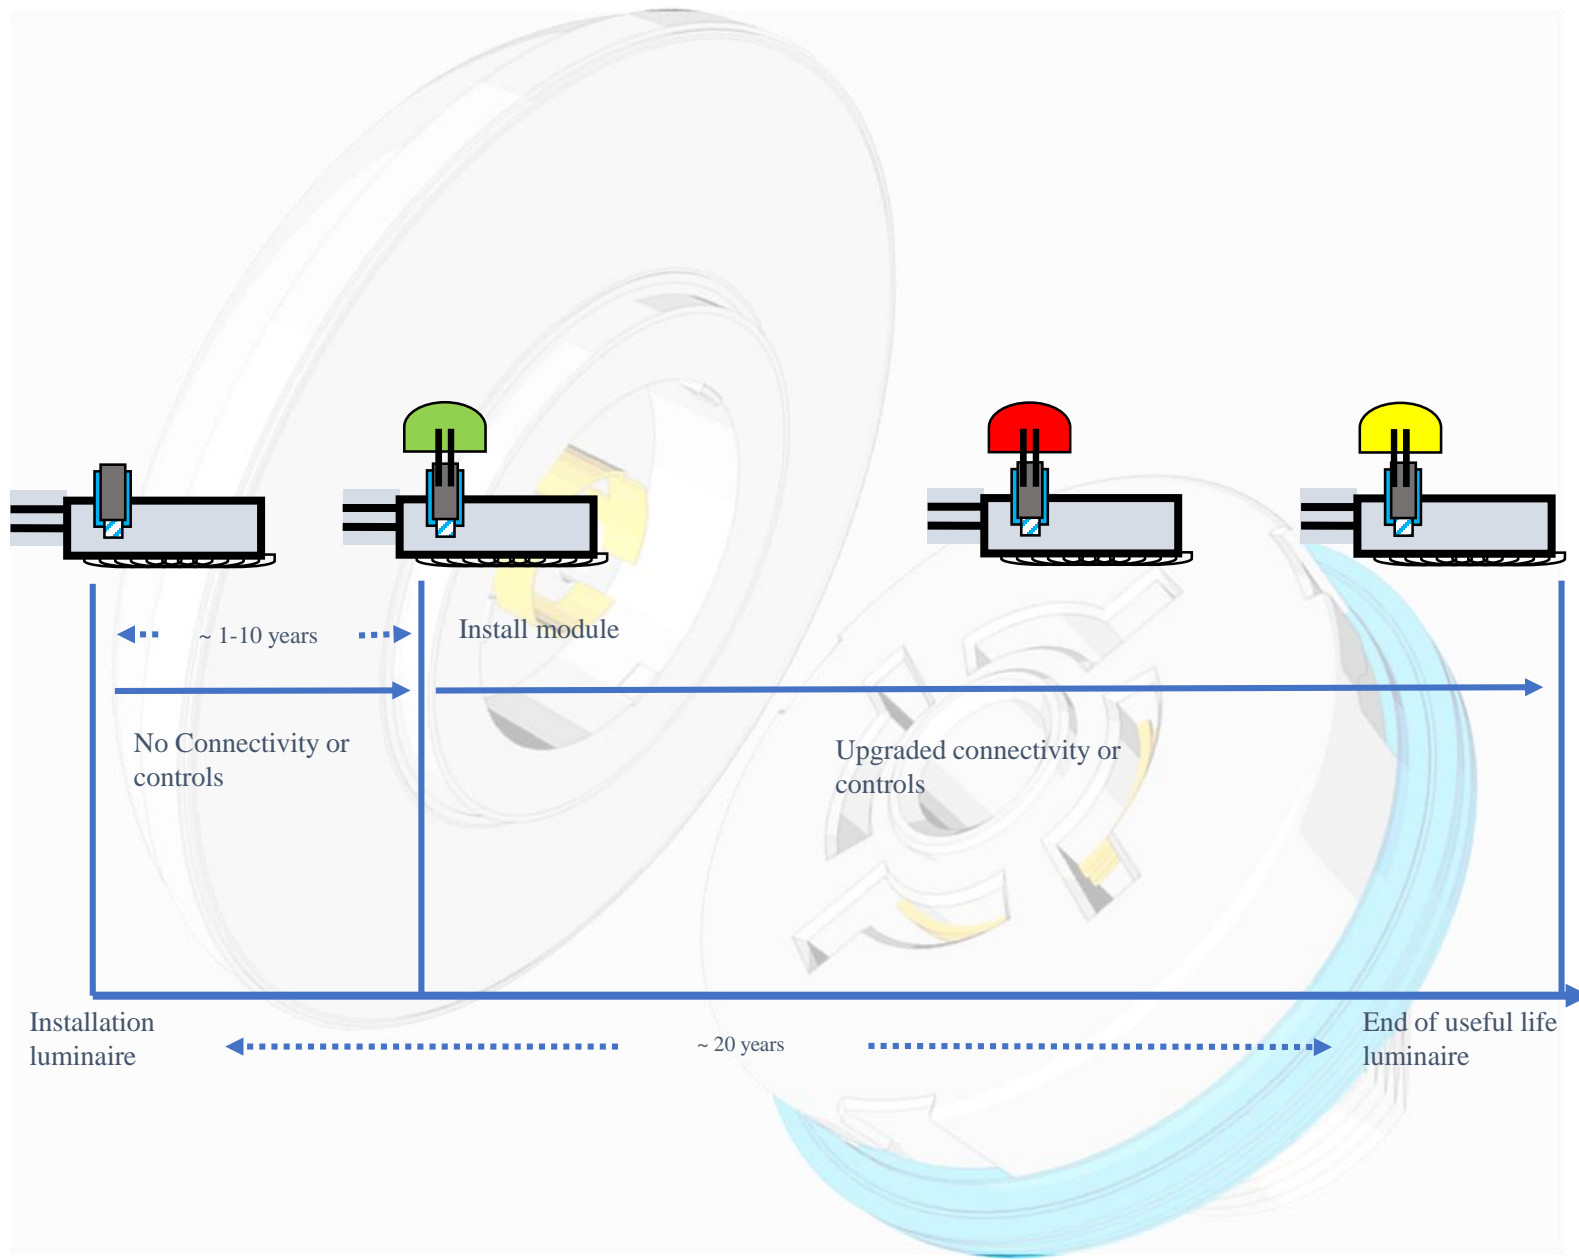 ~ 1-10 years
Install module
No Connectivity or
controls
Upgraded connectivity or
controls
Installation
luminaire
~ 20 years
End of useful life
luminaire